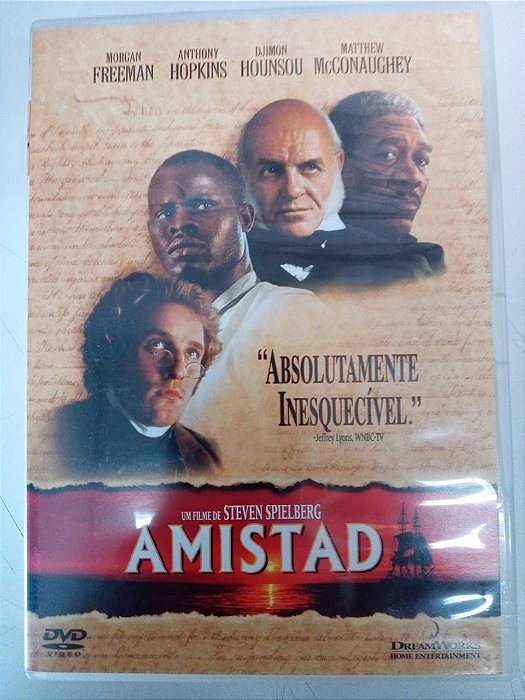 MORGAN FREEMAN
ANTHONY HOPKINS
DJIMON HOUNSOU
MATTHEW McCONAUGHEY
"ABSOLUTAMENTE
INESQUECÍVEL."
-Jeffrey Lyons, WNBC-TV
UM FILME DE STEVEN SPIELBERG
AMISTAD
DVD
VIDEO
DREAMWORKS
HOME ENTERTAINMENT